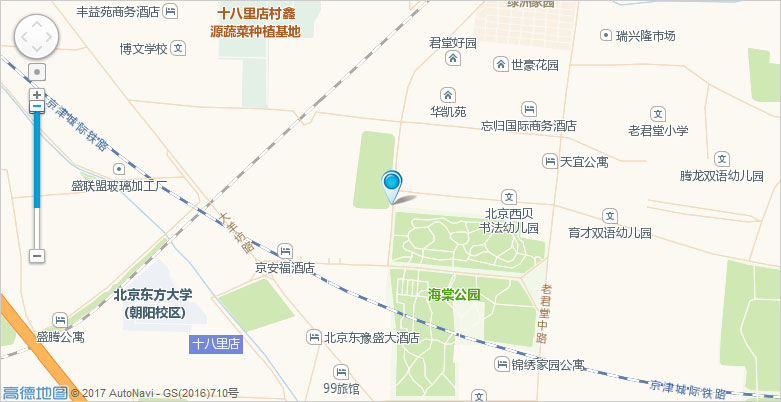 丰益苑商务酒店
十八里店村鑫
源蔬菜种植基地
绿洲家园
博文学校
君堂好园
瑞兴隆市场
世豪花园
京津城际铁路
华凯苑
忘归国际商务酒店
老君堂小学
天宜公寓
腾龙双语幼儿园
盛联盟玻璃加工厂
北京西贝
书法幼儿园
育才双语幼儿园
大羊坊路
京安福酒店
北京东方大学
(朝阳校区)
海棠公园
老君堂中路
盛腾公寓
十八里店
北京东豫盛大酒店
锦绣家园公寓
99旅馆
京津城际铁路
高德地图 © 2017 AutoNavi - GS(2016)710号